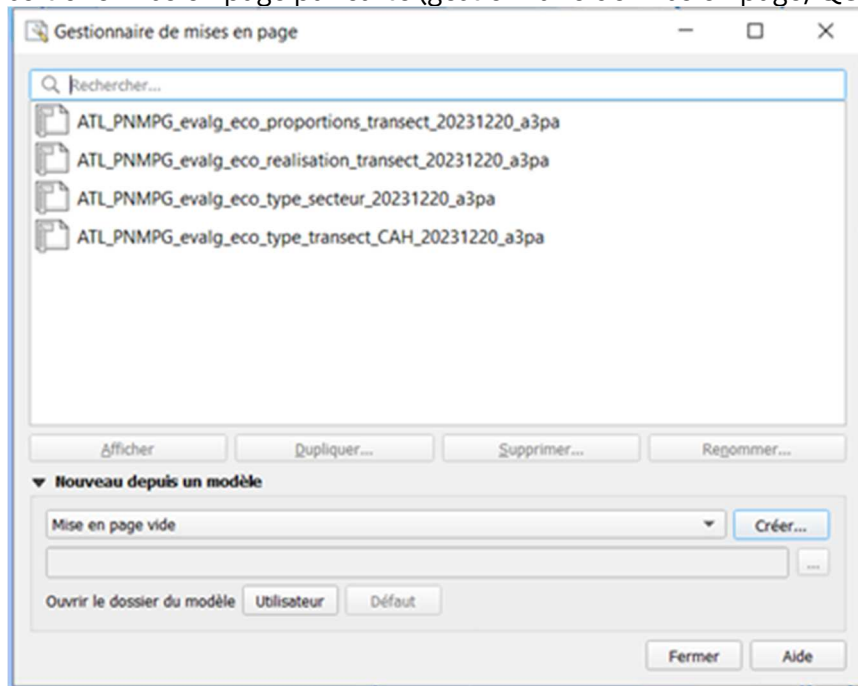 Gestionnaire de mises en page
Rechercher...
ATL_PNMPG_evalg_eco_proportions_transect_20231220_a3pa
ATL_PNMPG_evalg_eco_realisation_transect_20231220_a3pa
ATL_PNMPG_evalg_eco_type_secteur_20231220_a3pa
ATL_PNMPG_evalg_eco_type_transect_CAH_20231220_a3pa
Afficher Dupliquer... Supprimer... Renommer...
Nouveau depuis un modèle
Mise en page vide Créer...
...
Ouvrir le dossier du modèle Utilisateur Défaut
Fermer Aide